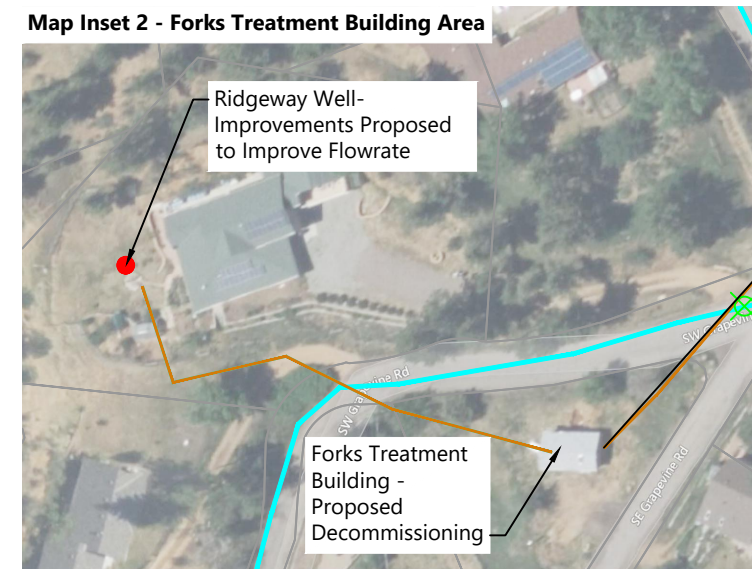 Map Inset 2 - Forks Treatment Building Area
Ridgeway Well-
Improvements Proposed
to Improve Flowrate
SW Grapevine
SW Grapevine Rd
Forks Treatment
Building -
Proposed
Decommissioning
SE Grapevine Rd